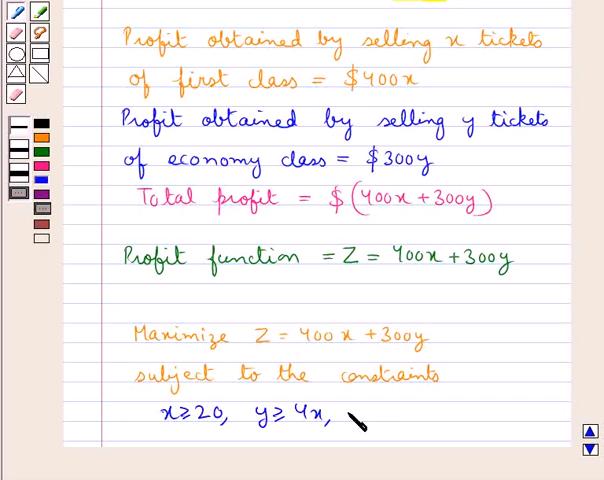 Profit obtained by selling x tickets
of first class = $400x
Profit obtained by selling y tickets
of economy class = $300y
Total profit = $(400x + 300y)
Profit function = Z = 400x + 300y
Maximize Z = 400x + 300y
subject to the constraints
x ≥ 20, y ≥ 4x,